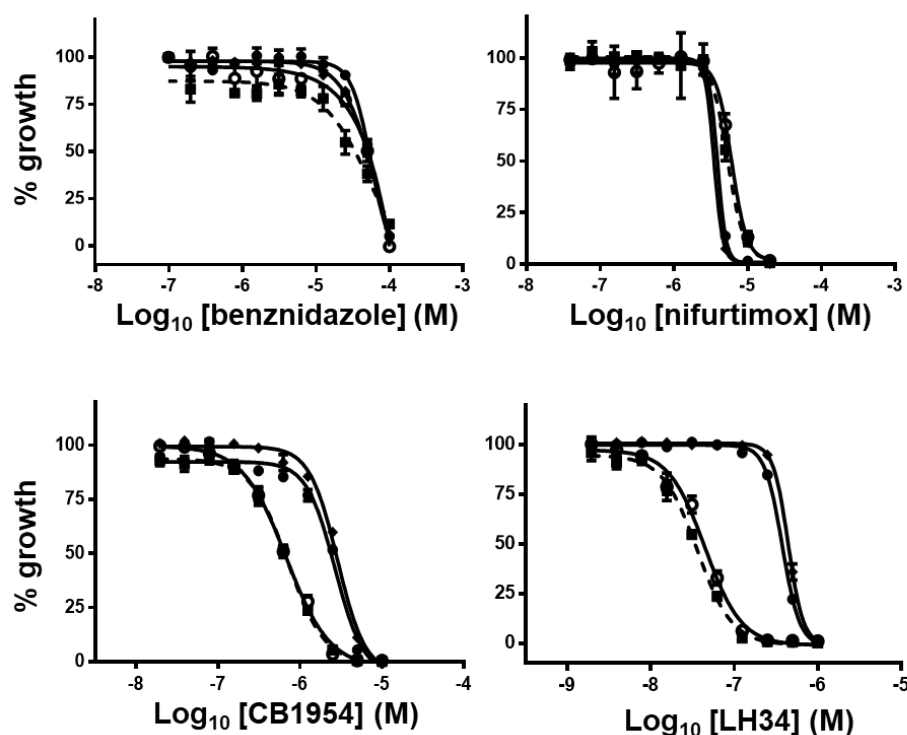 % growth
100
75
50
25
0
-8 -7 -6 -5 -4 -3
Log₁₀ [benznidazole] (M)
100
75
50
25
0
-8 -7 -6 -5 -4
Log₁₀ [nifurtimox] (M)
% growth
100
75
50
25
0
-8 -7 -6 -5 -4
Log₁₀ [CB1954] (M)
100
75
50
25
0
-9 -8 -7 -6 -5
Log₁₀ [LH34] (M)